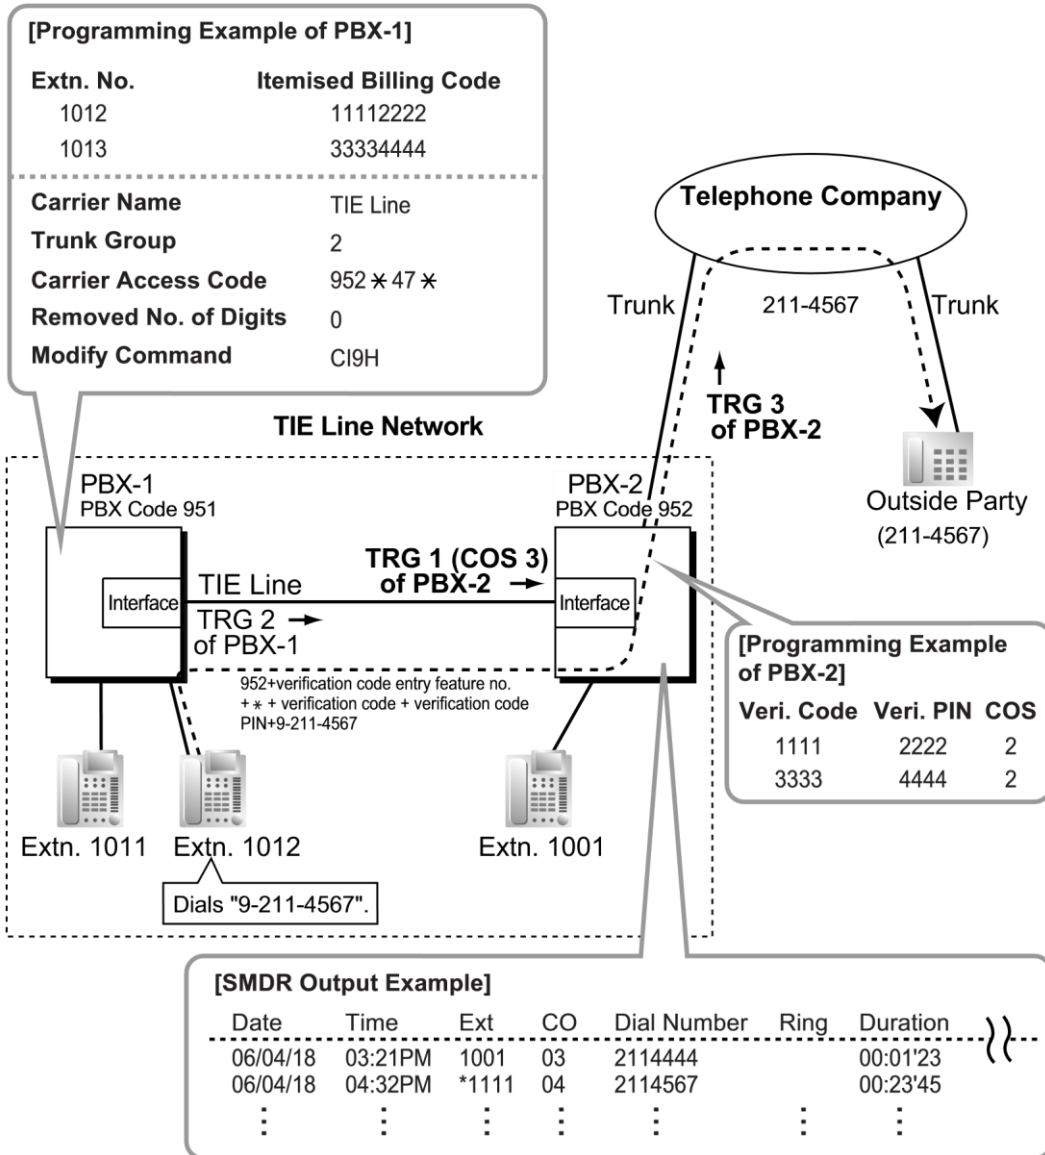 [Programming Example of PBX-1]
Extn. No. Itemised Billing Code
1012 11112222
1013 33334444
Carrier Name TIE Line
Trunk Group 2
Carrier Access Code 952 * 47 *
Removed No. of Digits 0
Modify Command CI9H
Telephone Company
Trunk 211-4567 Trunk
TRG 3
of PBX-2
Outside Party
(211-4567)
TIE Line Network
PBX-1
PBX Code 951
PBX-2
PBX Code 952
Interface
TIE Line
TRG 2
of PBX-1
TRG 1 (COS 3)
of PBX-2
Interface
952+verification code entry feature no.
+ * + verification code + verification code
PIN+9-211-4567
[Programming Example
of PBX-2]
Veri. Code Veri. PIN COS
1111 2222 2
3333 4444 2
Extn. 1011 Extn. 1012 Extn. 1001
Dials "9-211-4567".
[SMDR Output Example]
Date Time Ext CO Dial Number Ring Duration
06/04/18 03:21PM 1001 03 2114444 00:01'23
06/04/18 04:32PM *1111 04 2114567 00:23'45